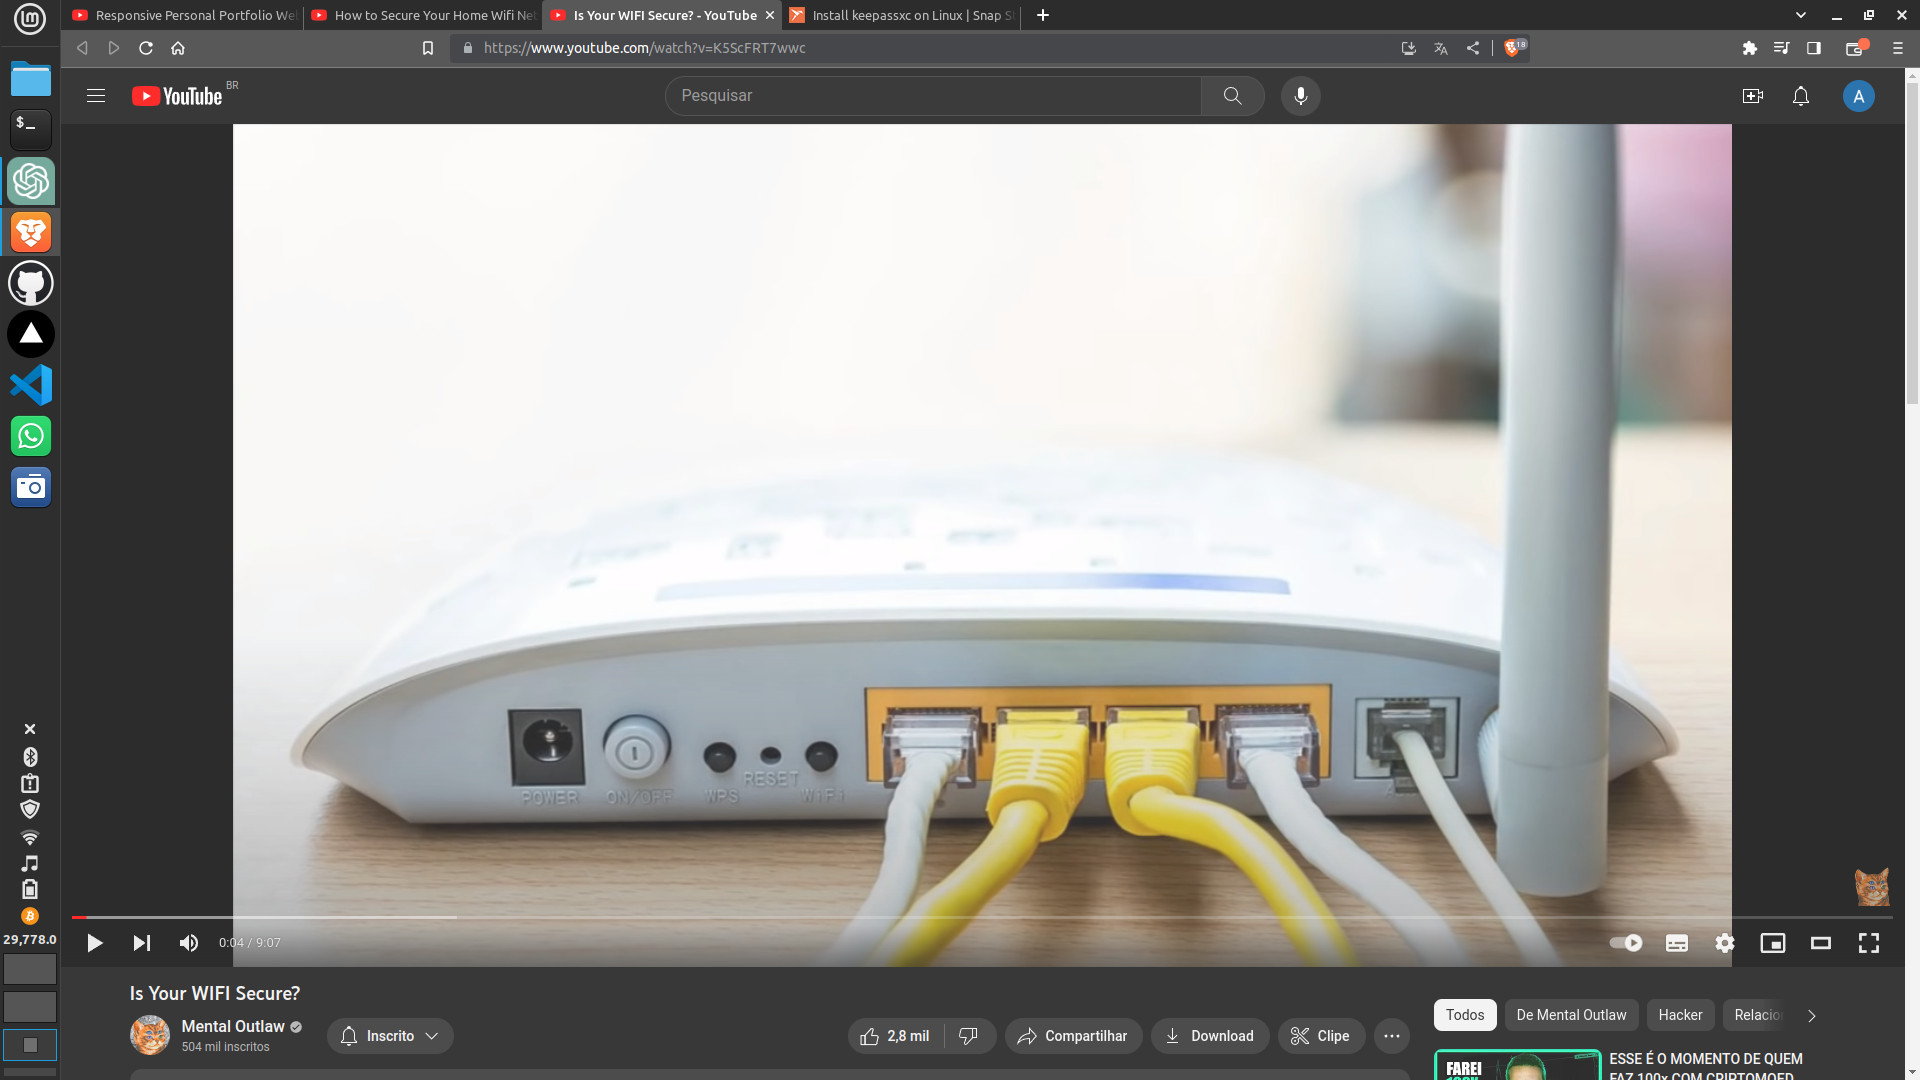 Responsive Personal Portfolio We
How to Secure Your Home Wifi Ne
Is Your WIFI Secure? - YouTube
Install keepassxc on Linux | Snap S
https://www.youtube.com/watch?v=K5ScFRT7wwc
18
YouTube BR
Pesquisar
A
$_
POWER
ON/OFF
WPS
RESET
WiFi
0:04 / 9:07
29,778.0
Is Your WIFI Secure?
Mental Outlaw
504 mil inscritos
Inscrito
2,8 mil
Compartilhar
Download
Clipe
Todos
De Mental Outlaw
Hacker
Relacio
FAREI
ESSE É O MOMENTO DE QUEM
FAZ 100x COM CRIPTOMOED